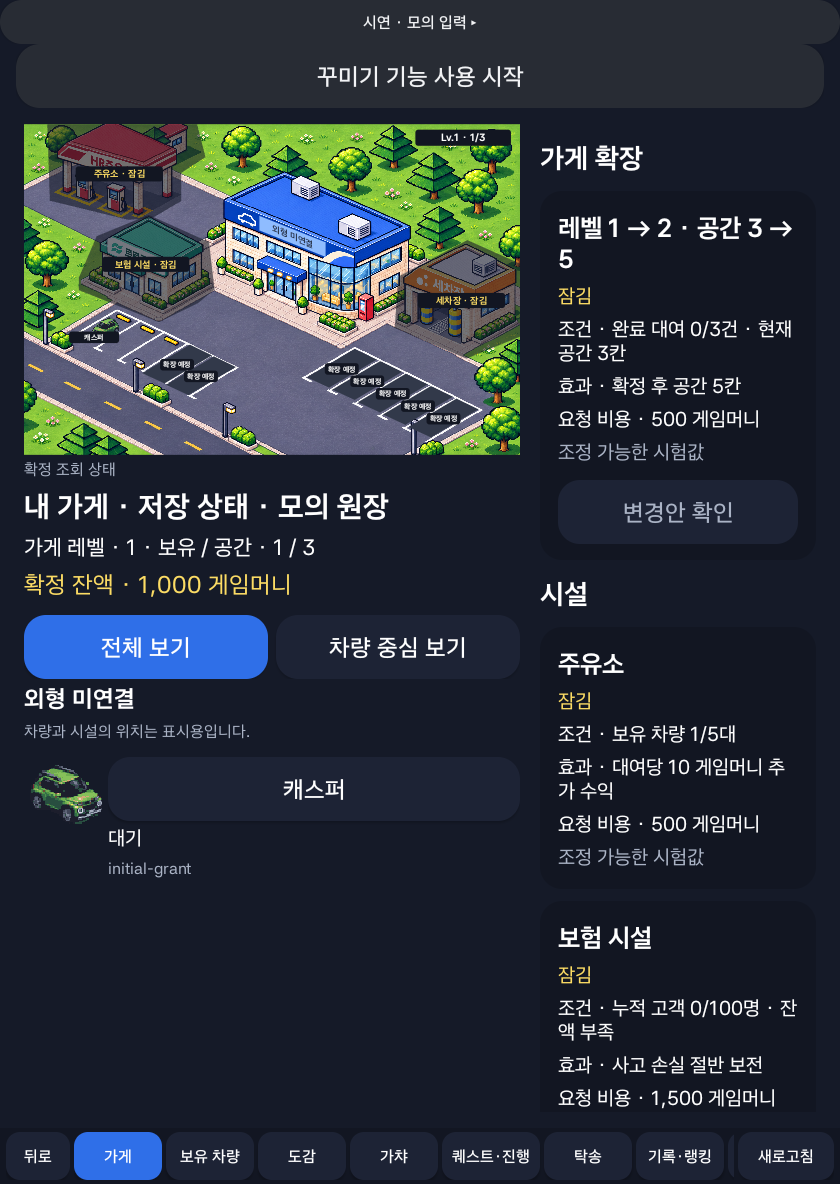 시연 · 모의 입력 ▸
꾸미기 기능 사용 시작
Lv.1 · 1/3
주유소 · 잠김
외형 미연결
보험 시설 · 잠김
세차장 · 잠김
캐스퍼
확장 예정
확장 예정
확장 예정
확장 예정
확장 예정
확장 예정
확장 예정
확정 조회 상태
내 가게 · 저장 상태 · 모의 원장
가게 레벨 · 1 · 보유 / 공간 · 1 / 3
확정 잔액 · 1,000 게임머니
전체 보기
차량 중심 보기
외형 미연결
차량과 시설의 위치는 표시용입니다.
캐스퍼
대기
initial-grant
가게 확장
레벨 1 → 2 · 공간 3 →
5
잠김
조건 · 완료 대여 0/3건 · 현재
공간 3칸
효과 · 확정 후 공간 5칸
요청 비용 · 500 게임머니
조정 가능한 시험값
변경안 확인
시설
주유소
잠김
조건 · 보유 차량 1/5대
효과 · 대여당 10 게임머니 추
가 수익
요청 비용 · 500 게임머니
조정 가능한 시험값
보험 시설
잠김
조건 · 누적 고객 0/100명 · 잔
액 부족
효과 · 사고 손실 절반 보전
요청 비용 · 1,500 게임머니
뒤로
가게
보유 차량
도감
가챠
퀘스트·진행
탁송
기록·랭킹
새로고침